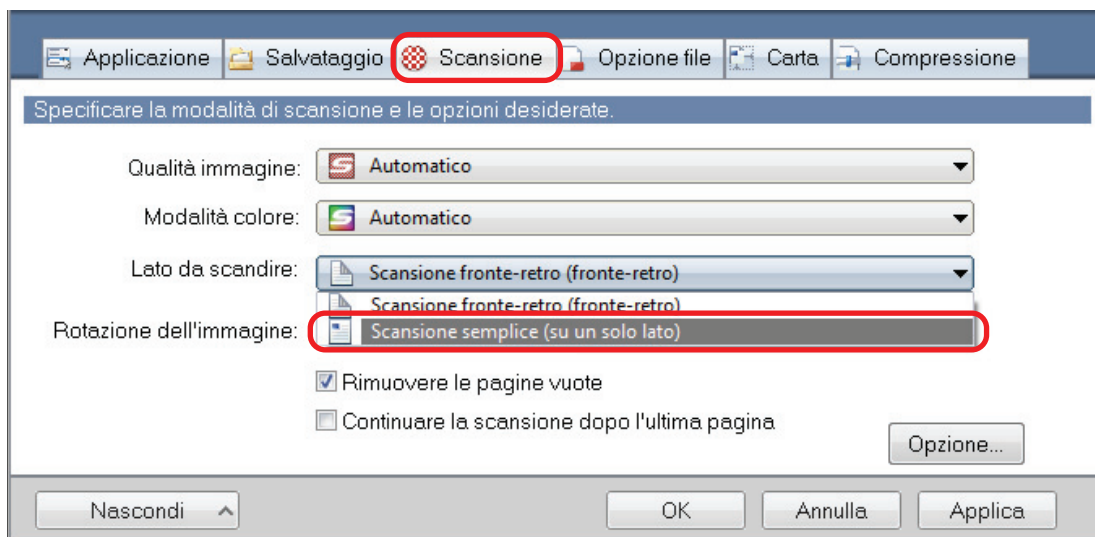 Applicazione Salvataggio Scansione Opzione file Carta Compressione
Specificare la modalità di scansione e le opzioni desiderate.
Qualità immagine: Automatico
Modalità colore: Automatico
Lato da scandire: Scansione fronte-retro (fronte-retro)
Scansione fronte-retro (fronte-retro)
Rotazione dell'immagine: Scansione semplice (su un solo lato)
Rimuovere le pagine vuote
Continuare la scansione dopo l'ultima pagina
Opzione...
Nascondi OK Annulla Applica